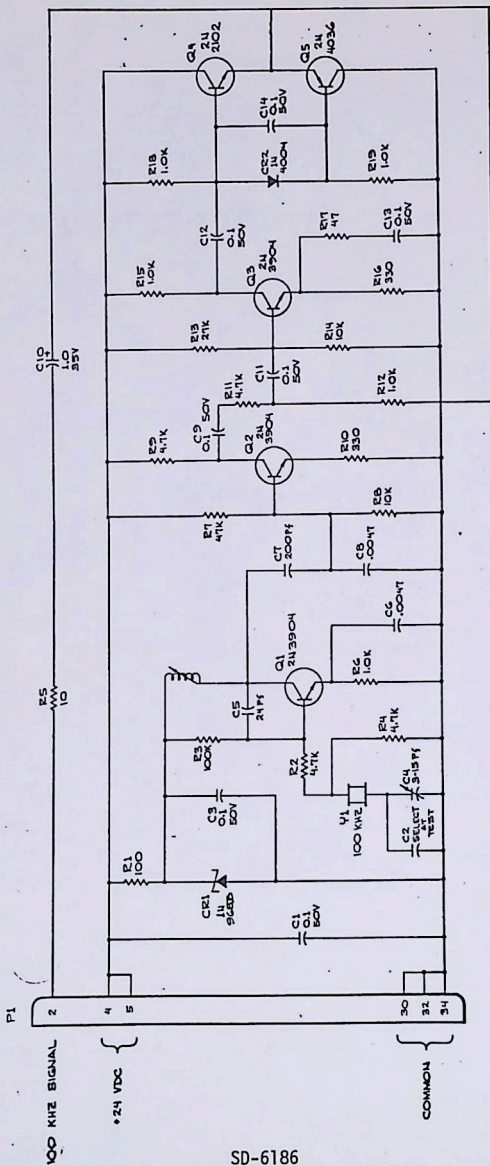 P1
100 KHZ SIGNAL
2
+24 VDC
4
5
COMMON
30
32
34
R5
10
C10 +
1.0
35V
C1
0.1
50V
R1
100
CR1
1N
968B
C3
0.1
50V
R3
100K
C5
24 Pf
R2
4.7K
Y1
100 KHZ
C2
SELECT
AT
TEST
C4
3-15 Pf
R4
4.7K
Q1
2N3904
R6
1.0K
C6
.0047
C7
200 Pf
C8
.0047
R7
47K
R8
10K
R9
4.7K
C9
0.1 50V
Q2
2N
3904
R10
330
R11
4.7K
R12
1.0K
C11
0.1
50V
R13
27K
R14
10K
R15
1.0K
Q3
2N
3904
R16
330
R17
47
C13
0.1
50V
C12
0.1
50V
R18
1.0K
CR2
1N
4004
C14
0.1
50V
R19
1.0K
Q4
2N
2102
Q5
2N
4036
SD-6186